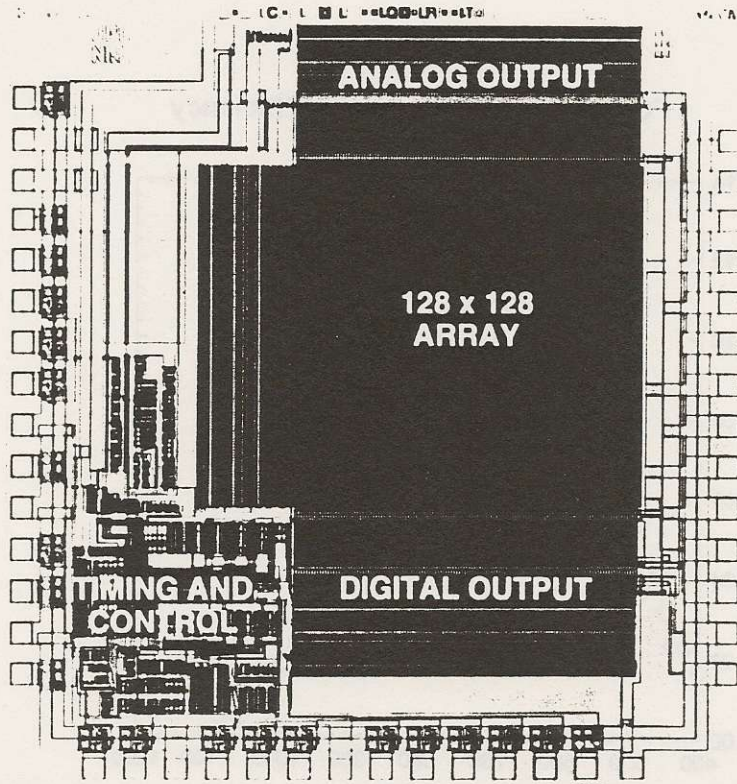 ANALOG OUTPUT
128 x 128
ARRAY
TIMING AND
CONTROL
DIGITAL OUTPUT